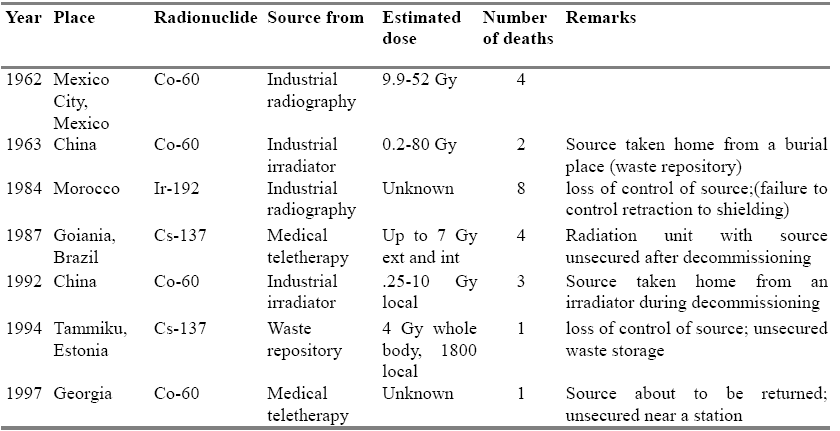 Year Place Radionuclide Source from Estimated dose Number of deaths Remarks
1962 Mexico City, Mexico Co-60 Industrial radiography 9.9-52 Gy 4
1963 China Co-60 Industrial irradiator 0.2-80 Gy 2 Source taken home from a burial place (waste repository)
1984 Morocco Ir-192 Industrial radiography Unknown 8 loss of control of source;(failure to control retraction to shielding)
1987 Goiania, Brazil Cs-137 Medical teletherapy Up to 7 Gy ext and int 4 Radiation unit with source unsecured after decommissioning
1992 China Co-60 Industrial irradiator .25-10 Gy local 3 Source taken home from an irradiator during decommissioning
1994 Tammiku, Estonia Cs-137 Waste repository 4 Gy whole body, 1800 local 1 loss of control of source; unsecured waste storage
1997 Georgia Co-60 Medical teletherapy Unknown 1 Source about to be returned; unsecured near a station